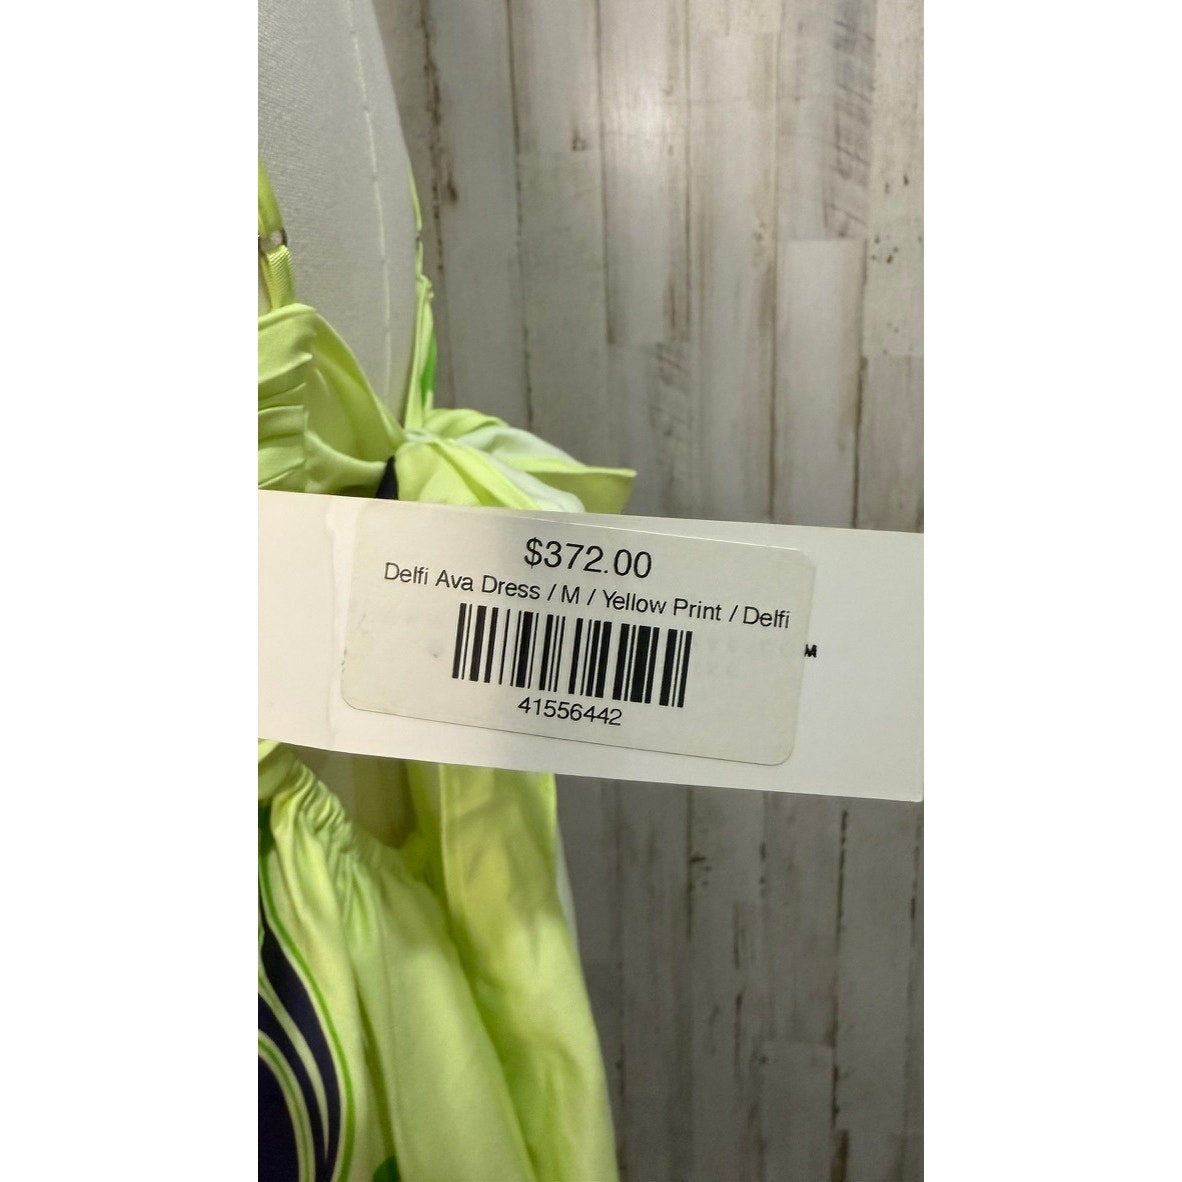 $372.00
Delfi Ava Dress / M / Yellow Print / Delfi
41556442
M